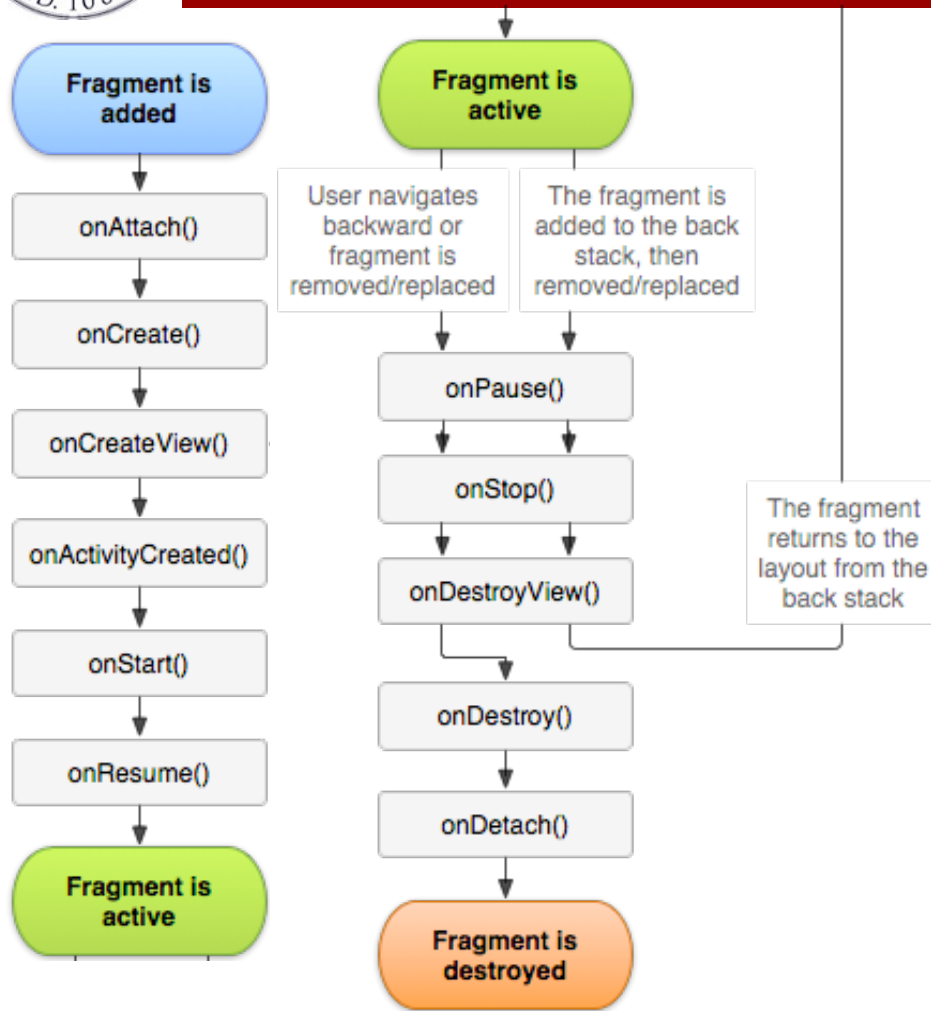 Fragment is
added
onAttach()
onCreate()
onCreateView()
onActivityCreated()
onStart()
onResume()
Fragment is
active
Fragment is
active
User navigates
backward or
fragment is
removed/replaced
The fragment is
added to the back
stack, then
removed/replaced
onPause()
onStop()
onDestroyView()
The fragment
returns to the
layout from the
back stack
onDestroy()
onDetach()
Fragment is
destroyed